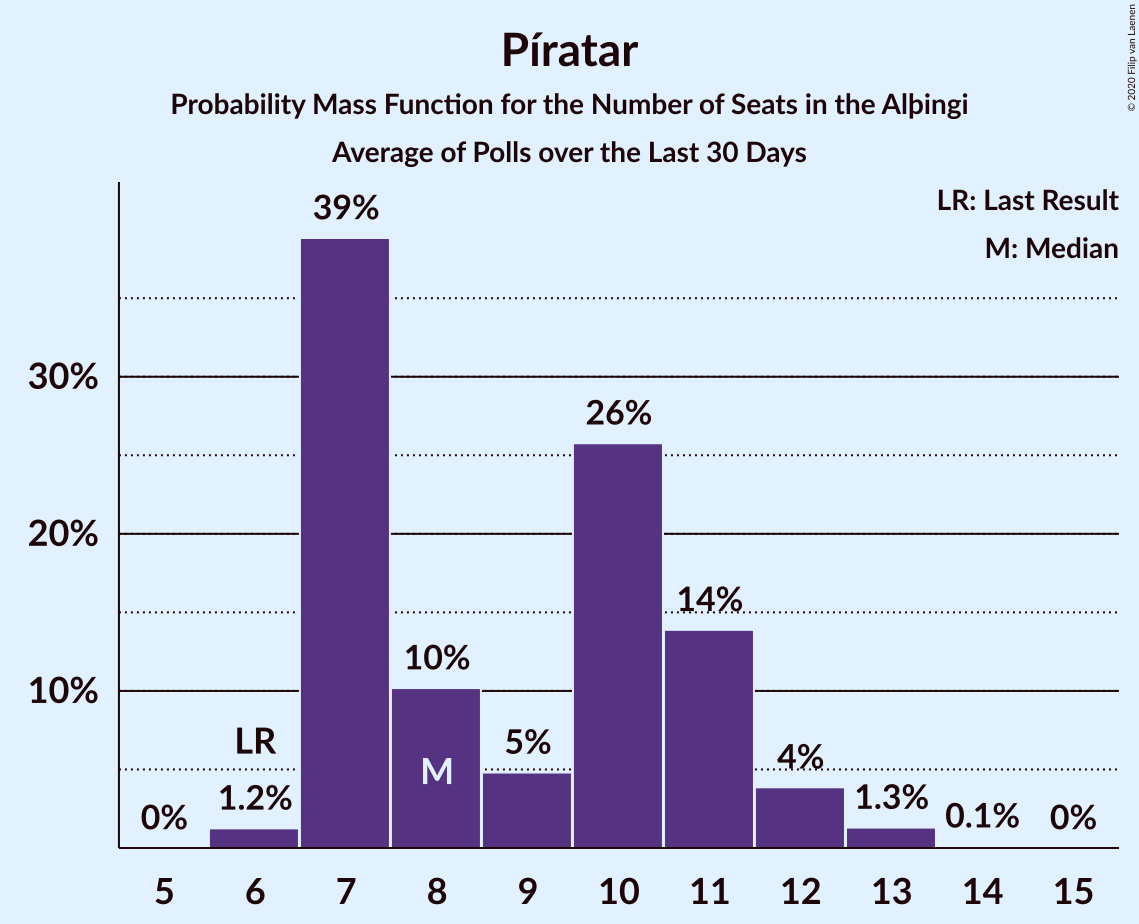 Píratar
Probability Mass Function for the Number of Seats in the Alþingi
Average of Polls over the Last 30 Days
© 2020 Filip van Laenen
LR: Last Result
M: Median
39%
30%
26%
20%
14%
10%
10%
LR
5%
M
4%
1.2%
1.3%
0%
0.1%
0%
5 6 7 8 9 10 11 12 13 14 15